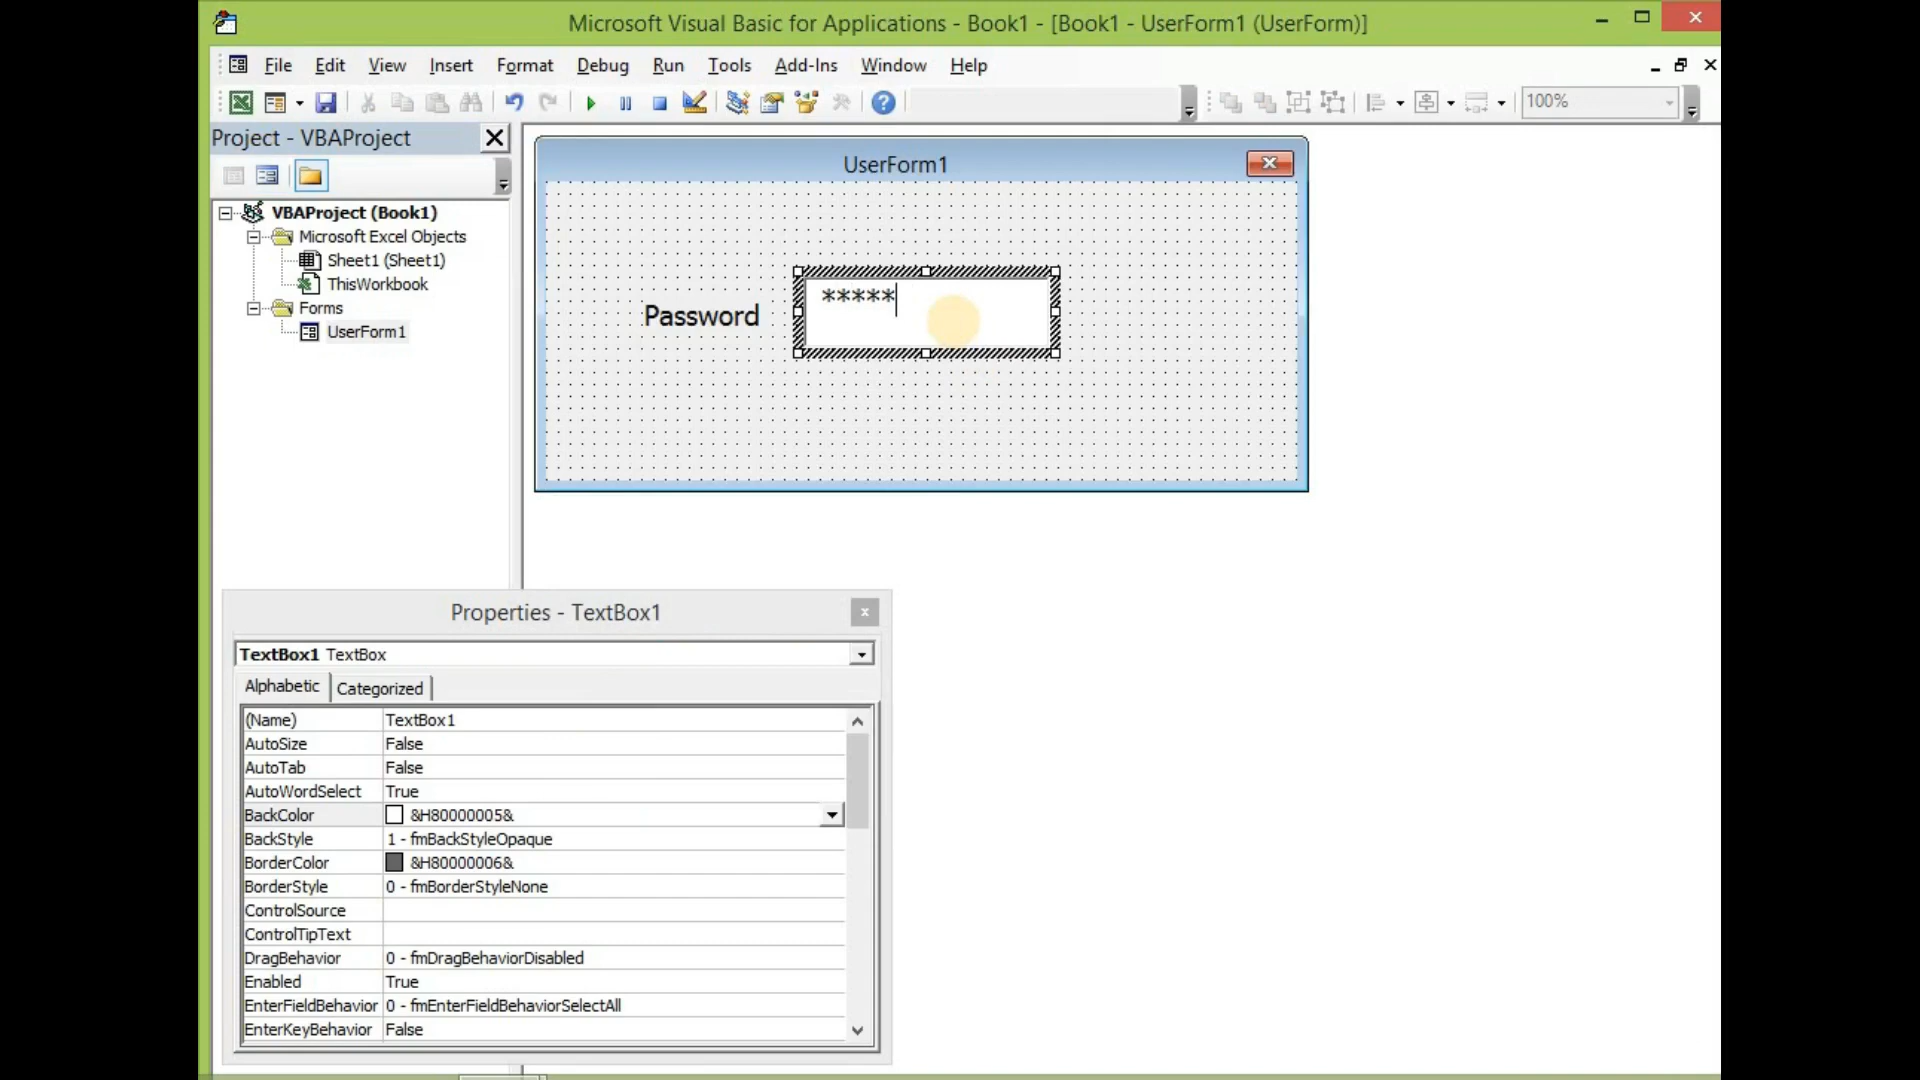 Microsoft Visual Basic for Applications - Book1 - [Book1 - UserForm1 (UserForm)]
File Edit View Insert Format Debug Run Tools Add-Ins Window Help
100%
Project - VBAProject
UserForm1
VBAProject (Book1)
Microsoft Excel Objects
Sheet1 (Sheet1)
ThisWorkbook
Forms
UserForm1
Password *****
Properties - TextBox1
TextBox1 TextBox
Alphabetic Categorized
(Name) TextBox1
AutoSize False
AutoTab False
AutoWordSelect True
BackColor &H80000005&
BackStyle 1 - fmBackStyleOpaque
BorderColor &H80000006&
BorderStyle 0 - fmBorderStyleNone
ControlSource
ControlTipText
DragBehavior 0 - fmDragBehaviorDisabled
Enabled True
EnterFieldBehavior 0 - fmEnterFieldBehaviorSelectAll
EnterKeyBehavior False